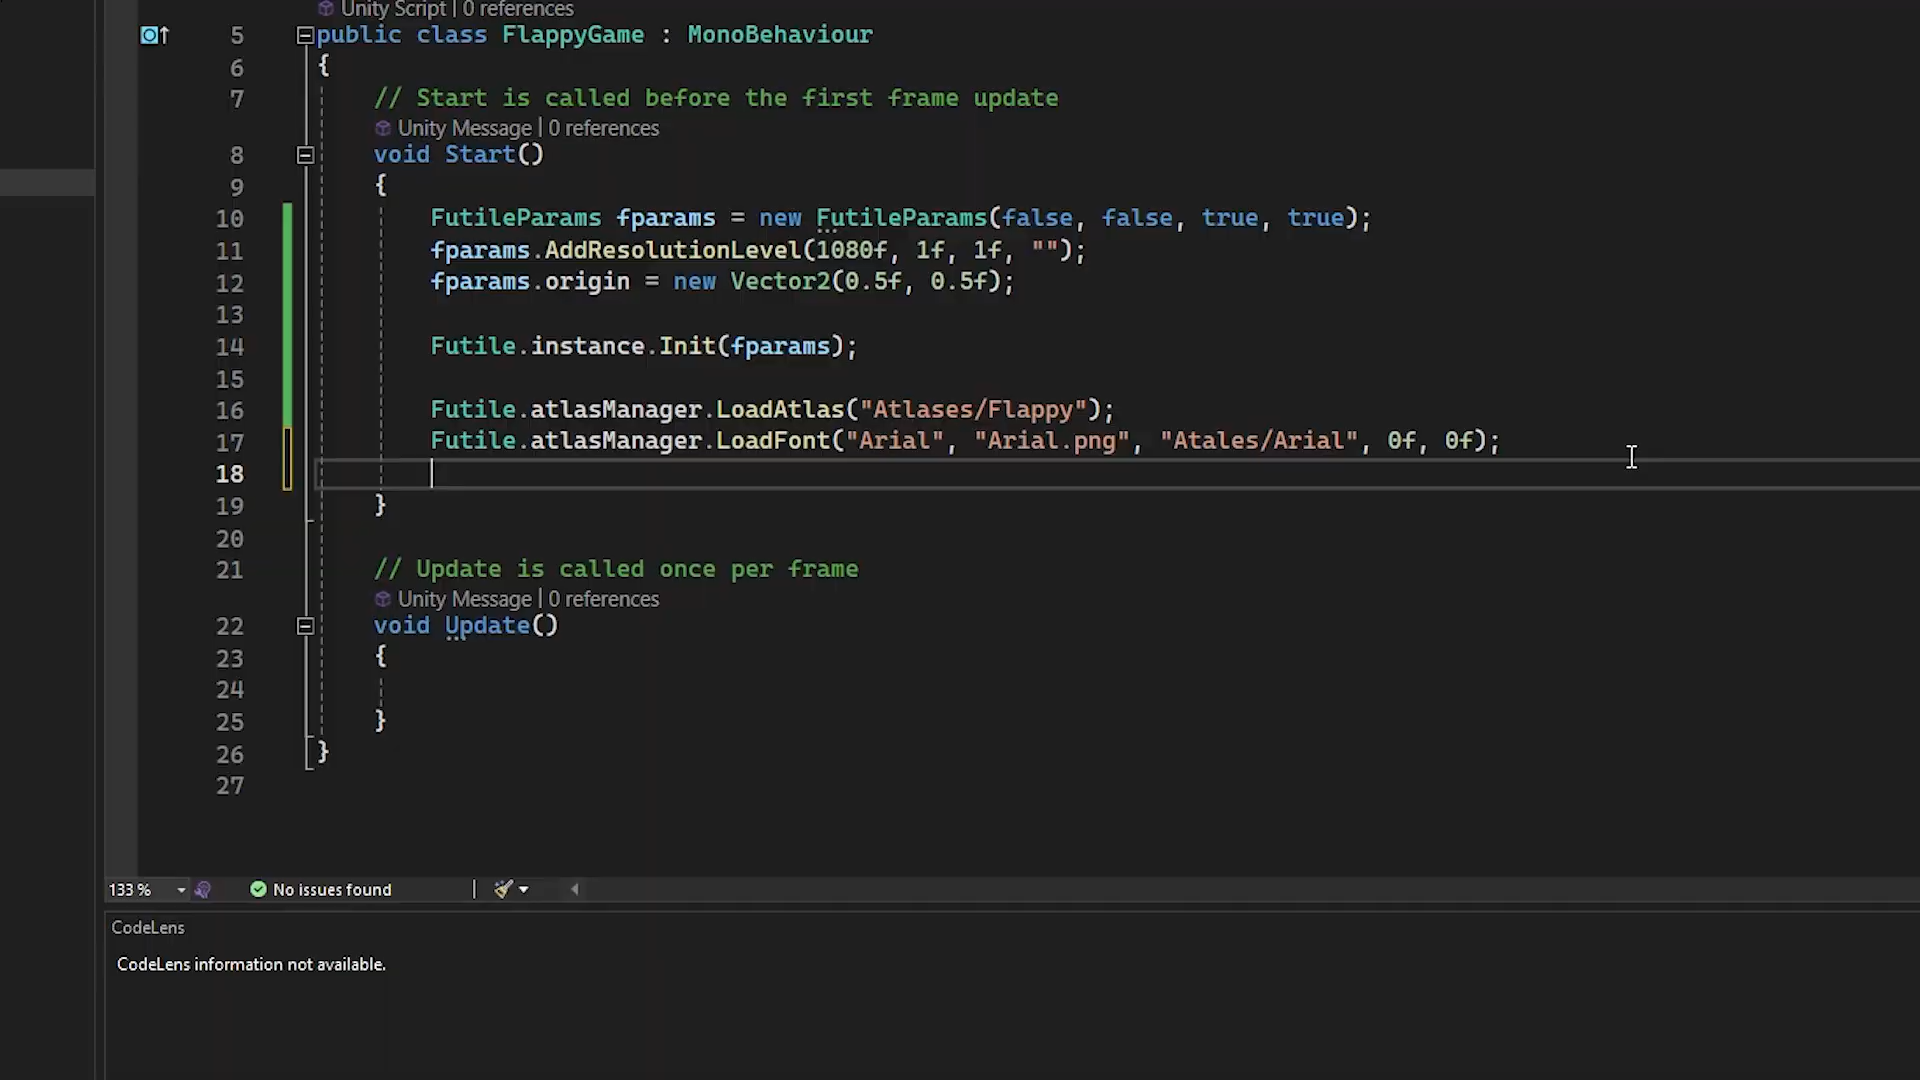 Unity Script | 0 references
5 public class FlappyGame : MonoBehaviour
6 {
7 // Start is called before the first frame update
Unity Message | 0 references
8 void Start()
9 {
10 FutileParams fparams = new FutileParams(false, false, true, true);
11 fparams.AddResolutionLevel(1080f, 1f, 1f, "");
12 fparams.origin = new Vector2(0.5f, 0.5f);
13
14 Futile.instance.Init(fparams);
15
16 Futile.atlasManager.LoadAtlas("Atlases/Flappy");
17 Futile.atlasManager.LoadFont("Arial", "Arial.png", "Atales/Arial", 0f, 0f);
18
19 }
20
21 // Update is called once per frame
Unity Message | 0 references
22 void Update()
23 {
24
25 }
26 }
27
133 % No issues found
CodeLens
CodeLens information not available.